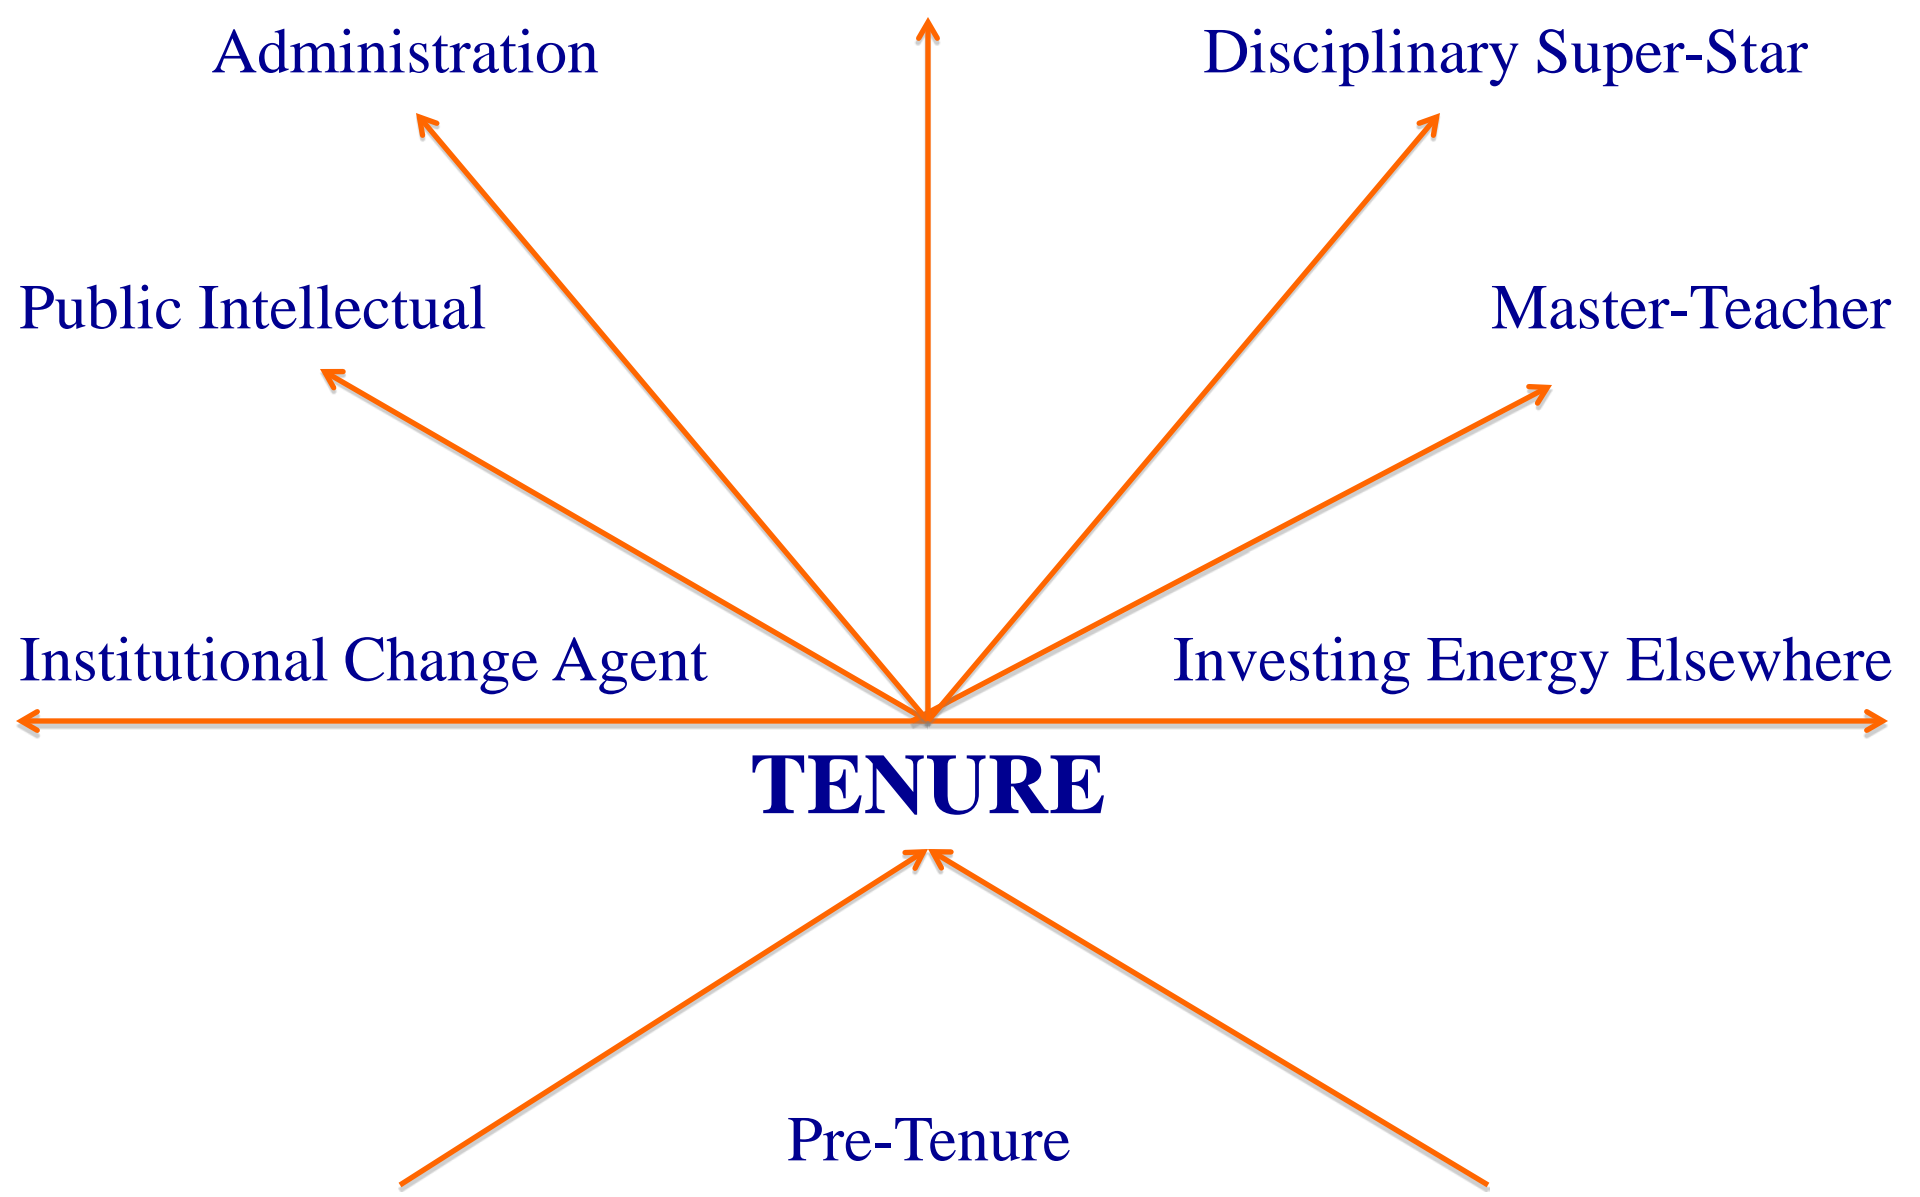 Administration
Disciplinary Super-Star
Public Intellectual
Master-Teacher
Institutional Change Agent
Investing Energy Elsewhere
TENURE
Pre-Tenure